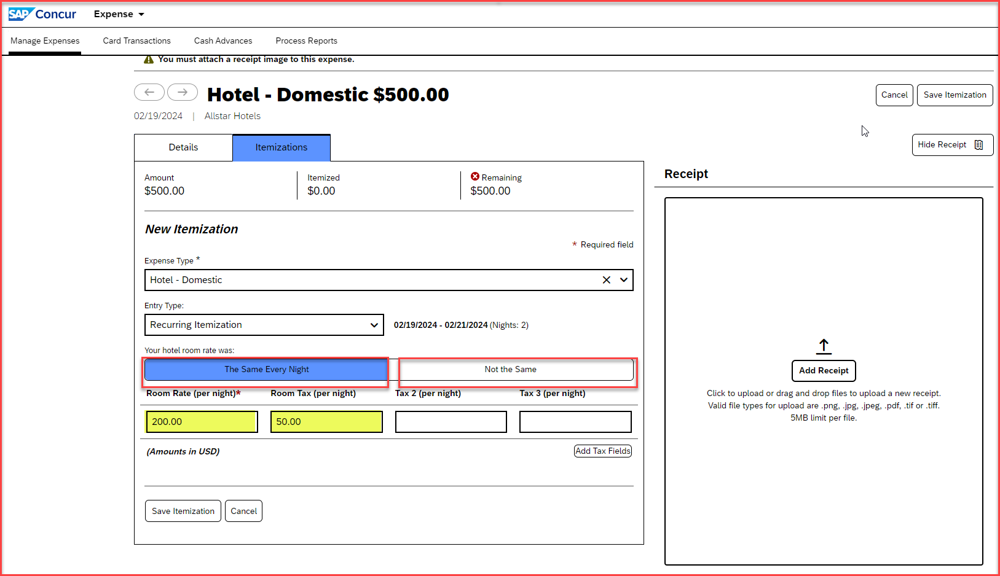 SAP Concur Expense
Manage Expenses Card Transactions Cash Advances Process Reports
You must attach a receipt image to this expense.
Hotel - Domestic $500.00
Cancel Save Itemization
02/19/2024 | Allstar Hotels
Details Itemizations
Hide Receipt
Receipt
Amount Itemized Remaining
$500.00 $0.00 $500.00
New Itemization
* Required field
Expense Type *
Hotel - Domestic
Entry Type:
Recurring Itemization 02/19/2024 - 02/21/2024 (Nights: 2)
Your hotel room rate was:
The Same Every Night Not the Same
Room Rate (per night)* Room Tax (per night) Tax 2 (per night) Tax 3 (per night)
200.00 50.00
(Amounts in USD) Add Tax Fields
Save Itemization Cancel
Add Receipt
Click to upload or drag and drop files to upload a new receipt.
Valid file types for upload are .png, .jpg, .jpeg, .pdf, .tif or .tiff.
5MB limit per file.